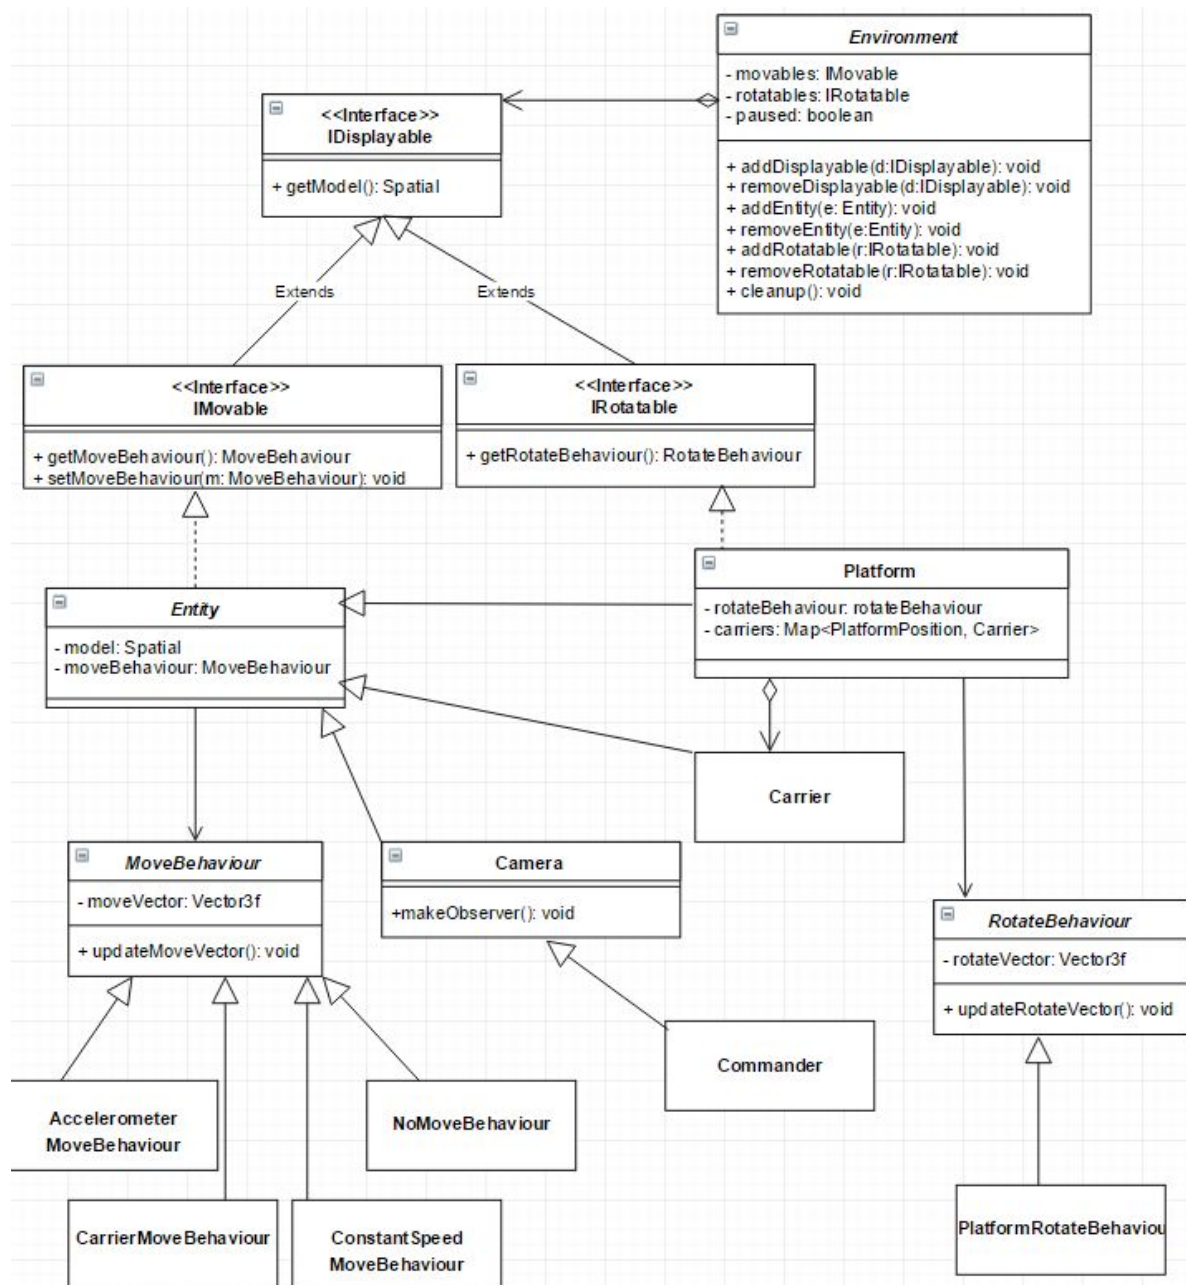 Environment
- movables: IMovable
- rotatables: IRotatable
- paused: boolean
+ addDisplayable(d:IDisplayable): void
+ removeDisplayable(d:IDisplayable): void
+ addEntity(e: Entity): void
+ removeEntity(e:Entity): void
+ addRotatable(r:IRotatable): void
+ removeRotatable(r:IRotatable): void
+ cleanup(): void
<<Interface>>
IDisplayable
+ getModel(): Spatial
Extends
Extends
<<Interface>>
IMovable
+ getMoveBehaviour(): MoveBehaviour
+ setMoveBehaviour(m: MoveBehaviour): void
<<Interface>>
IRotatable
+ getRotateBehaviour(): RotateBehaviour
Platform
- rotateBehaviour: rotateBehaviour
- carriers: Map<PlatformPosition, Carrier>
Entity
- model: Spatial
- moveBehaviour: MoveBehaviour
Carrier
MoveBehaviour
- moveVector: Vector3f
+ updateMoveVector(): void
Camera
+makeObserver(): void
RotateBehaviour
- rotateVector: Vector3f
+ updateRotateVector(): void
Commander
Accelerometer
MoveBehaviour
NoMoveBehaviour
CarrierMoveBehaviour
ConstantSpeed
MoveBehaviour
PlatformRotateBehaviou